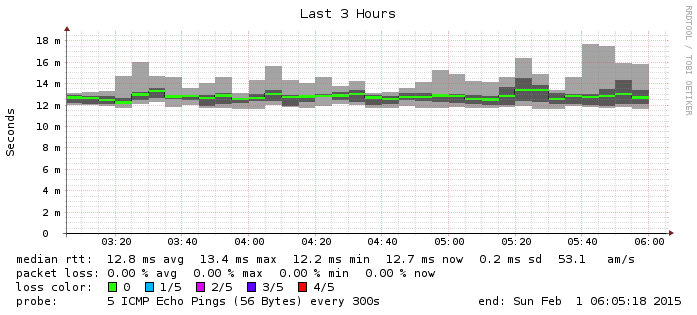 Last 3 Hours
RRDTOOL / TOBI OETIKER
Seconds
18 m
16 m
14 m
12 m
10 m
8 m
6 m
4 m
2 m
0
03:20 03:40 04:00 04:20 04:40 05:00 05:20 05:40 06:00
median rtt: 12.8 ms avg 13.4 ms max 12.2 ms min 12.7 ms now 0.2 ms sd 53.1 am/s
packet loss: 0.00 % avg 0.00 % max 0.00 % min 0.00 % now
loss color: 0 1/5 2/5 3/5 4/5
probe: 5 ICMP Echo Pings (56 Bytes) every 300s end: Sun Feb 1 06:05:18 2015